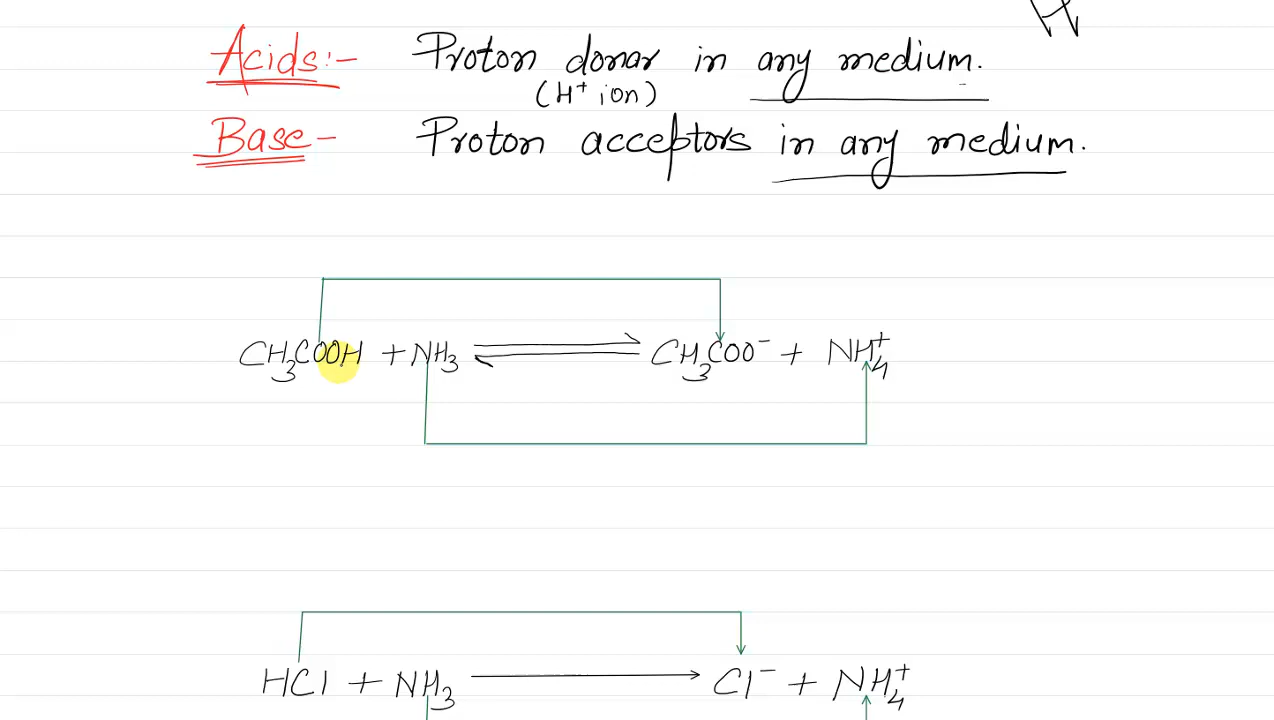 Acids:- Proton donar in any medium.
(H⁺ ion)
Base- Proton acceptors in any medium.
CH₃COOH + NH₃ ⇌ CH₃COO⁻ + NH₄⁺
HCl + NH₃ → Cl⁻ + NH₄⁺